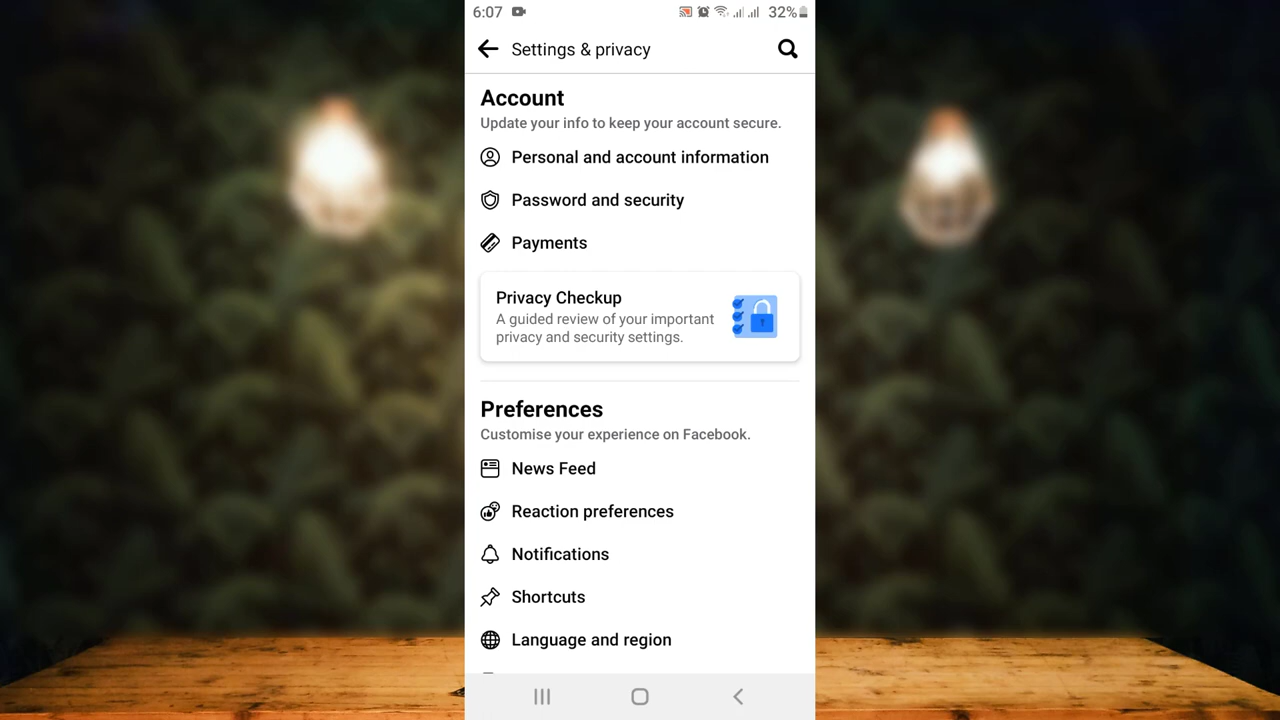 6:07
32%
Settings & privacy
Account
Update your info to keep your account secure.
Personal and account information
Password and security
Payments
Privacy Checkup
A guided review of your important
privacy and security settings.
Preferences
Customise your experience on Facebook.
News Feed
Reaction preferences
Notifications
Shortcuts
Language and region